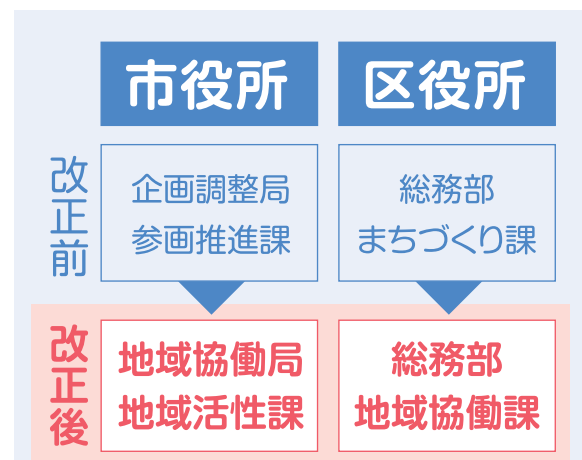 市役所
区役所
改正前
企画調整局
参画推進課
総務部
まちづくり課
改正後
地域協働局
地域活性課
総務部
地域協働課